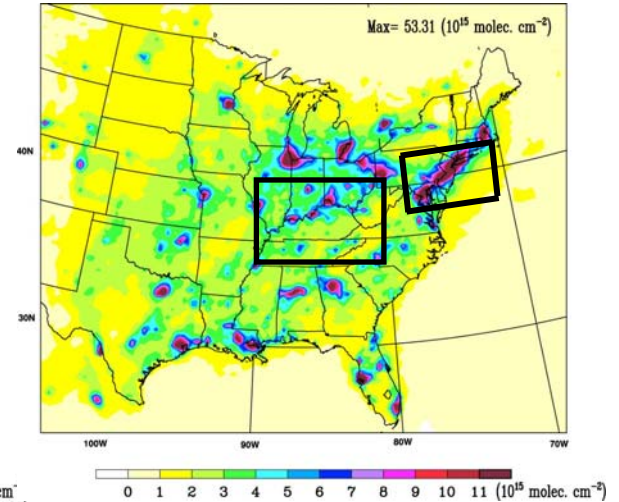 Max= 53.31 (10¹⁵ molec. cm⁻²)
40N
30N
100W 90W 80W 70W
em⁻ 0 1 2 3 4 5 6 7 8 9 10 11 (10¹⁵ molec. cm⁻²)